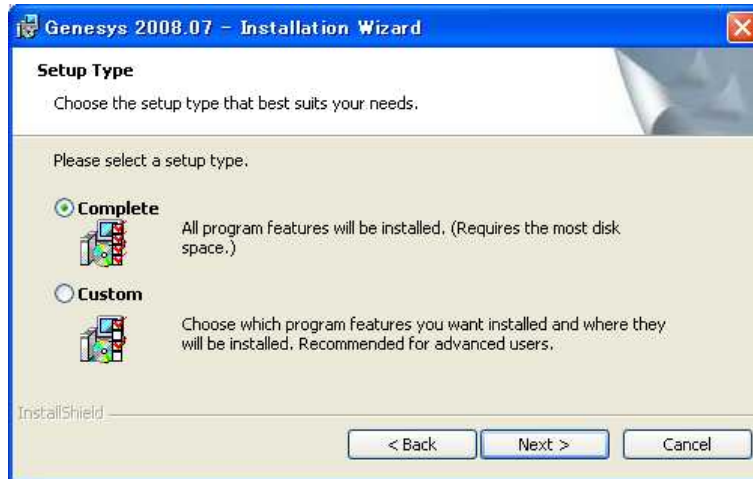 Genesys 2008.07 - Installation Wizard
Setup Type
Choose the setup type that best suits your needs.
Please select a setup type.
Complete
All program features will be installed. (Requires the most disk
space.)
Custom
Choose which program features you want installed and where they
will be installed. Recommended for advanced users.
InstallShield
< Back
Next >
Cancel